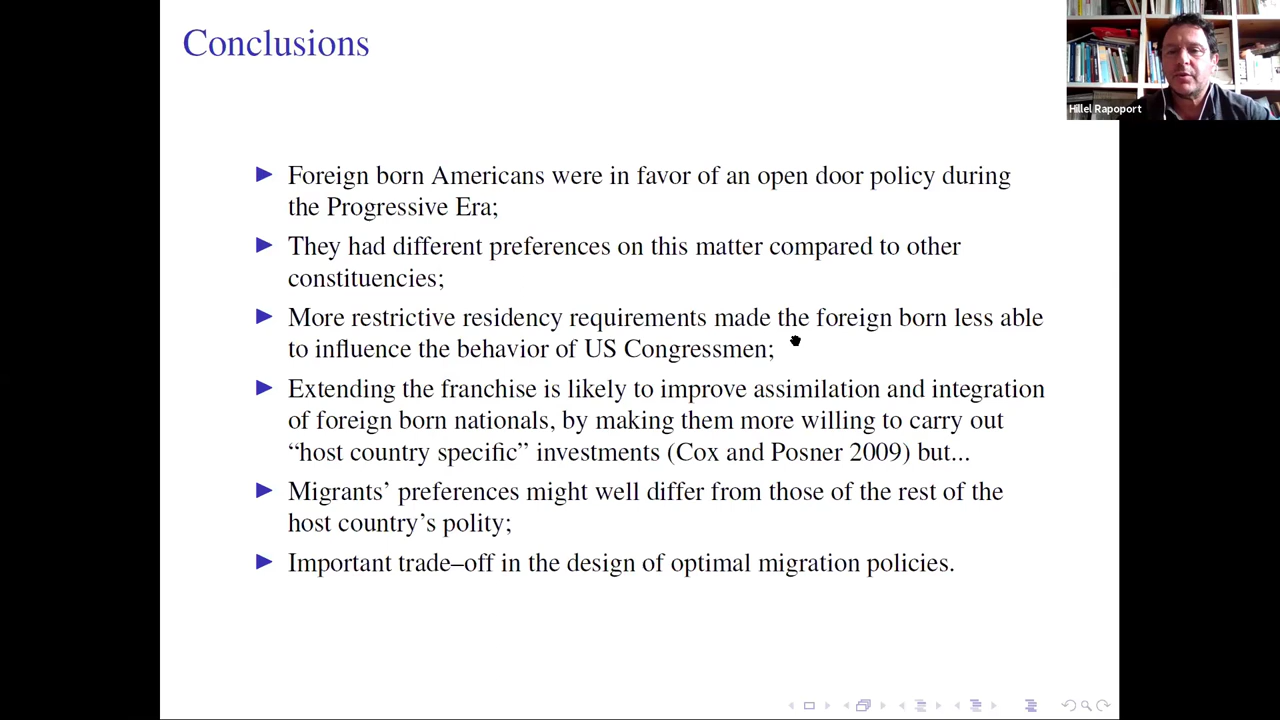 Conclusions
Hillel Rapoport
Foreign born Americans were in favor of an open door policy during
the Progressive Era;
They had different preferences on this matter compared to other
constituencies;
More restrictive residency requirements made the foreign born less able
to influence the behavior of US Congressmen;
Extending the franchise is likely to improve assimilation and integration
of foreign born nationals, by making them more willing to carry out
“host country specific” investments (Cox and Posner 2009) but...
Migrants’ preferences might well differ from those of the rest of the
host country’s polity;
Important trade–off in the design of optimal migration policies.